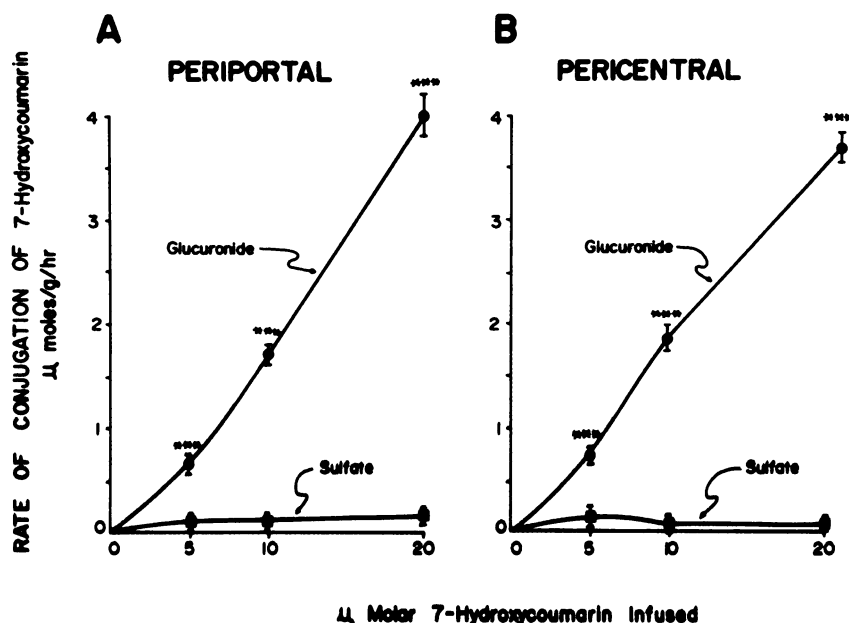 A
PERIPORTAL
RATE OF CONJUGATION OF 7-Hydroxycoumarin
μ moles/g/hr
4
3
2
1
0
***
***
***
Glucuronide
Sulfate
0
5
10
20
B
PERICENTRAL
4
3
2
1
0
***
***
***
Glucuronide
Sulfate
0
5
10
20
μ Molar 7-Hydroxycoumarin Infused